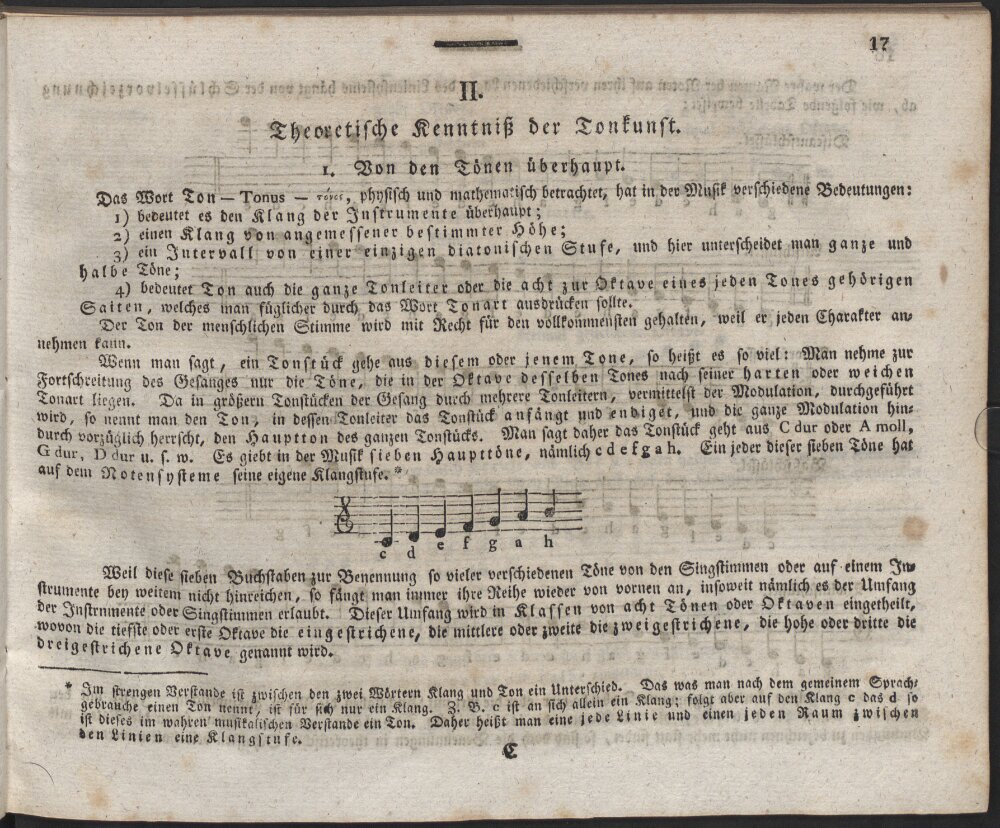 17
II.
Theoretische Kenntniß der Tonkunst.
1. Von den Tönen überhaupt.
Das Wort Ton — Tonus — τόνος, physisch und mathematisch betrachtet, hat in der Musik verschiedene Bedeutungen:
1) bedeutet es den Klang der Instrumente überhaupt;
2) einen Klang von angemessener bestimmter Höhe;
3) ein Intervall von einer einzigen diatonischen Stufe, und hier unterscheidet man ganze und
halbe Töne;
4) bedeutet Ton auch die ganze Tonleiter oder die acht zur Oktave eines jeden Tones gehörigen
Saiten, welches man füglicher durch das Wort Tonart ausdrücken sollte.
Der Ton der menschlichen Stimme wird mit Recht für den vollkommensten gehalten, weil er jeden Charakter an-
nehmen kann.
Wenn man sagt, ein Tonstück gehe aus diesem oder jenem Tone, so heißt es so viel: Man nehme zur
Fortschreitung des Gesanges nur die Töne, die in der Oktave desselben Tones nach seiner harten oder weichen
Tonart liegen. Da in größern Tonstücken der Gesang durch mehrere Tonleitern, vermittelst der Modulation, durchgeführt
wird, so nennt man den Ton, in dessen Tonleiter das Tonstück anfängt und endiget, und die ganze Modulation hin-
durch vorzüglich herrscht, den Hauptton des ganzen Tonstücks. Man sagt daher das Tonstück geht aus C dur oder A moll,
G dur, D dur u. s. w. Es giebt in der Musik sieben Haupttöne, nämlich c d e f g a h. Ein jeder dieser sieben Töne hat
auf dem Notensysteme seine eigene Klangstufe. *
c d e f g a h
Weil diese sieben Buchstaben zur Benennung so vieler verschiedenen Töne von den Singstimmen oder auf einem In-
strumente bey weitem nicht hinreichen, so fängt man immer ihre Reihe wieder von vornen an, insoweit nämlich es der Umfang
der Instrnmente oder Singstimmen erlaubt. Dieser Umfang wird in Klassen von acht Tönen oder Oktaven eingetheilt,
wovon die tiefste oder erste Oktave die eingestrichene, die mittlere oder zweite die zweigestrichene, die hohe oder dritte die
dreigestrichene Oktave genannt wird.
* Im strengen Verstande ist zwischen den zwei Wörtern Klang und Ton ein Unterschied. Das was man nach dem gemeinem Sprach-
gebrauche einen Ton nennt, ist für sich nur ein Klang. Z. B. c ist an sich allein ein Klang; folgt aber auf den Klang c das d so
ist dieses im wahren musikalischen Verstande ein Ton. Daher heißt man eine jede Linie und einen jeden Raum zwischen
den Linien eine Klangstufe.
C